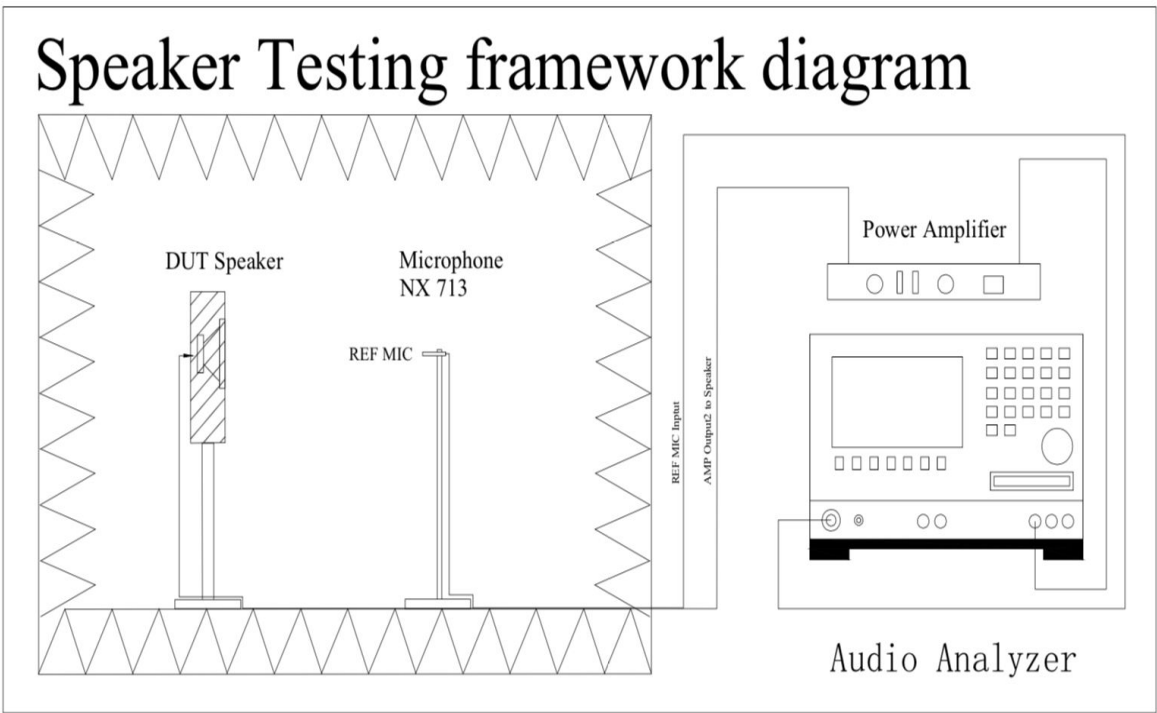 Speaker Testing framework diagram
Power Amplifier
DUT Speaker
Microphone
NX 713
REF MIC
REF MIC Inptut
AMP Output2 to Speaker
Audio Analyzer